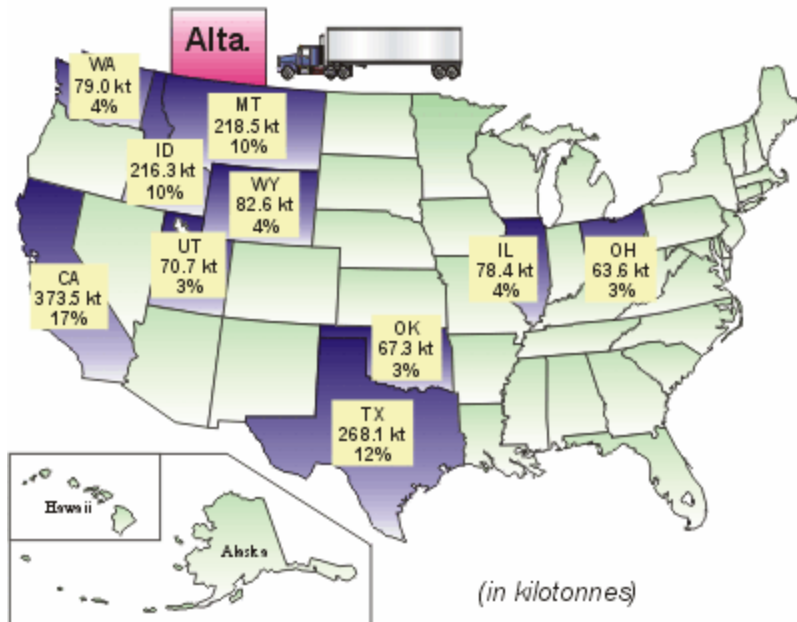 Alta.
WA
79.0 kt
4%
MT
218.5 kt
10%
ID
216.3 kt
10%
WY
82.6 kt
4%
UT
70.7 kt
3%
CA
373.5 kt
17%
IL
78.4 kt
4%
OH
63.6 kt
3%
OK
67.3 kt
3%
TX
268.1 kt
12%
Hawaii
Alaska
(in kilotonnes)